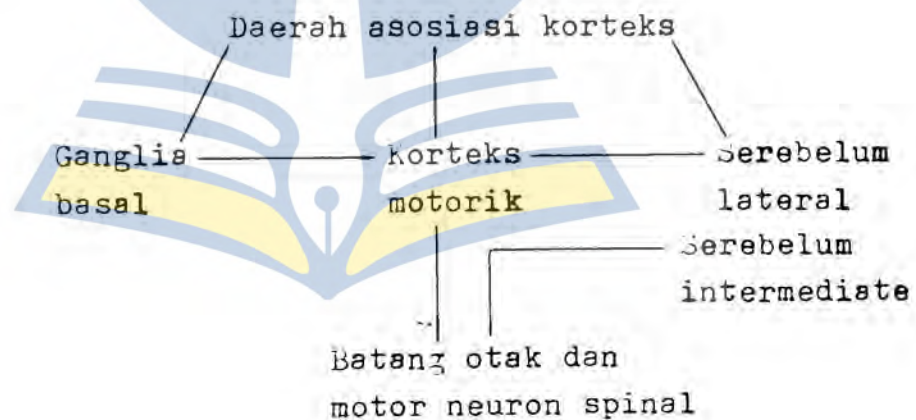 Daerah asosiasi korteks
Ganglia Korteks Serebelum
basal motorik lateral
Serebelum
intermediate
Batang otak dan
motor neuron spinal